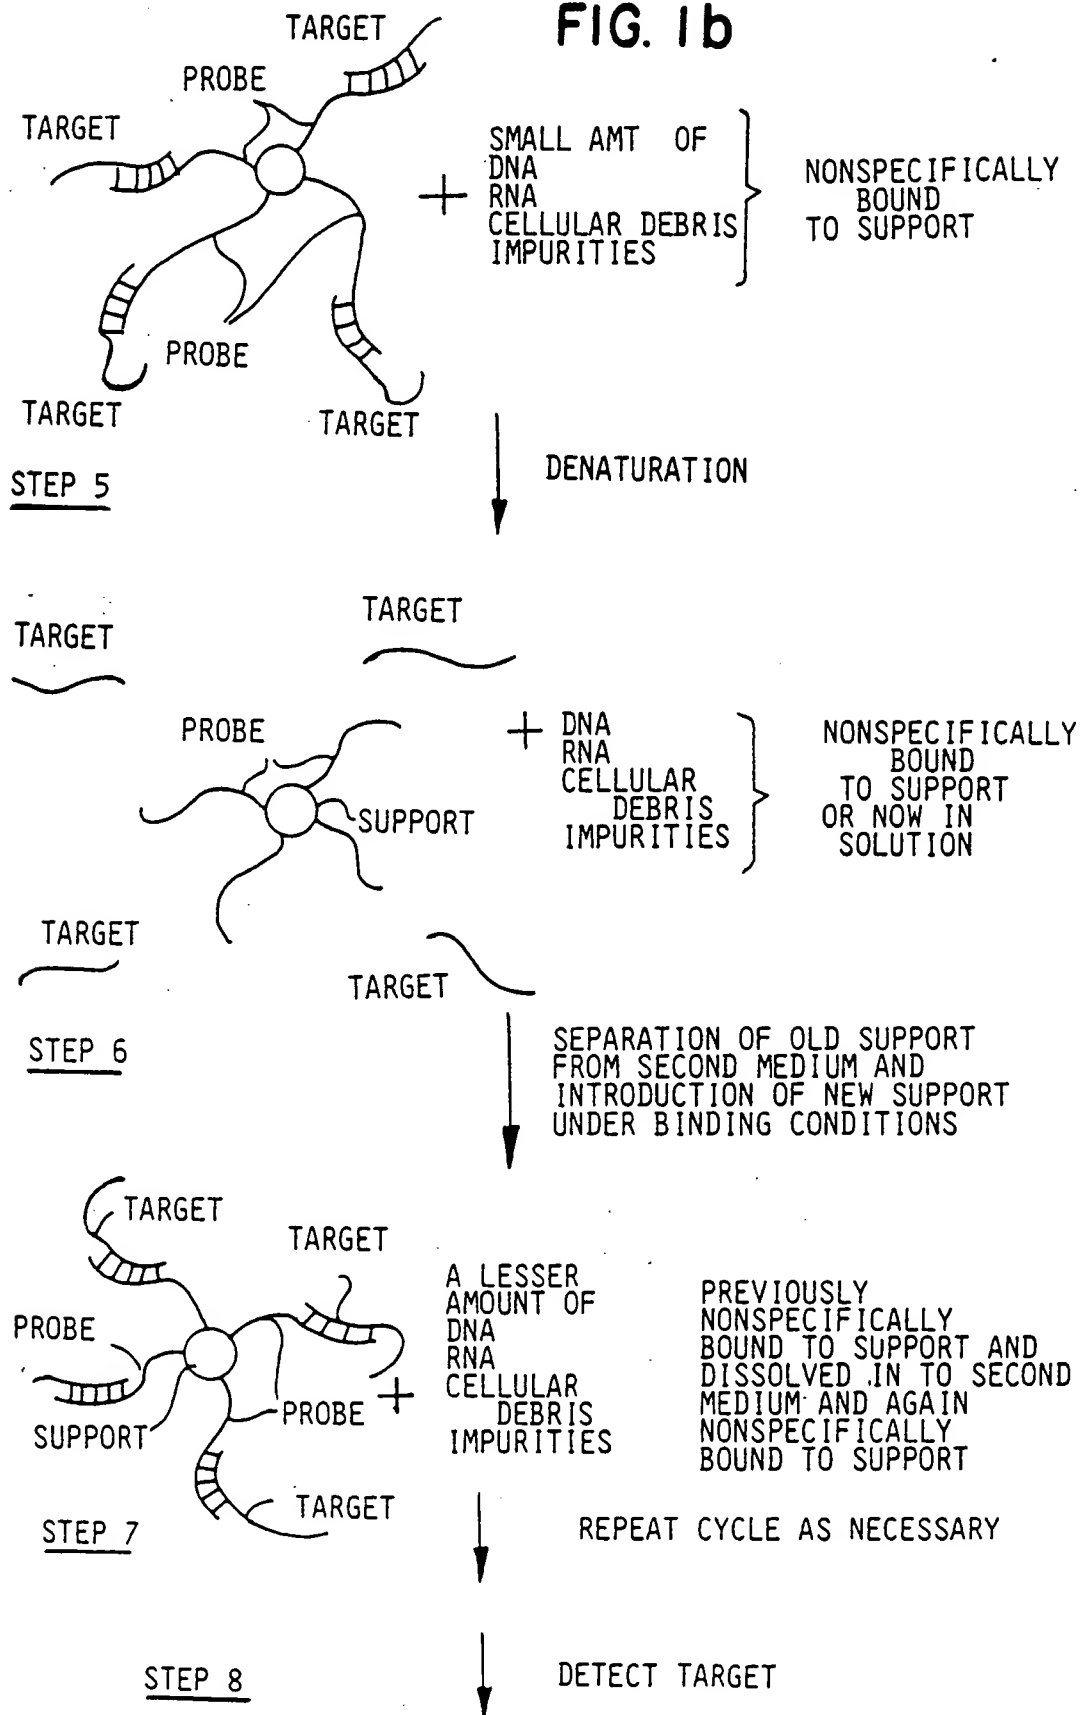 FIG. 1b
TARGET
PROBE
TARGET
SMALL AMT OF
DNA
RNA
CELLULAR DEBRIS
IMPURITIES
NONSPECIFICALLY
BOUND
TO SUPPORT
PROBE
TARGET
TARGET
STEP 5
DENATURATION
TARGET
TARGET
PROBE
SUPPORT
+ DNA
RNA
CELLULAR
DEBRIS
IMPURITIES
NONSPECIFICALLY
BOUND
TO SUPPORT
OR NOW IN
SOLUTION
TARGET
TARGET
STEP 6
SEPARATION OF OLD SUPPORT
FROM SECOND MEDIUM AND
INTRODUCTION OF NEW SUPPORT
UNDER BINDING CONDITIONS
TARGET
TARGET
PROBE
SUPPORT
PROBE
+
A LESSER
AMOUNT OF
DNA
RNA
CELLULAR
DEBRIS
IMPURITIES
PREVIOUSLY
NONSPECIFICALLY
BOUND TO SUPPORT AND
DISSOLVED IN TO SECOND
MEDIUM AND AGAIN
NONSPECIFICALLY
BOUND TO SUPPORT
TARGET
STEP 7
REPEAT CYCLE AS NECESSARY
STEP 8
DETECT TARGET